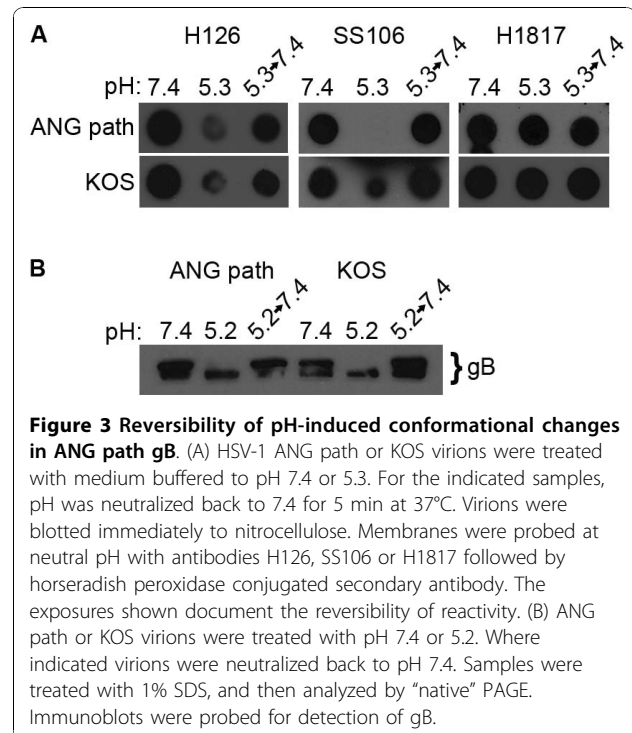 A
H126 SS106 H1817
pH: 7.4 5.3 5.3→7.4 7.4 5.3 5.3→7.4 7.4 5.3 5.3→7.4
ANG path
KOS
B
ANG path KOS
pH: 7.4 5.2 5.2→7.4 7.4 5.2 5.2→7.4
} gB
Figure 3 Reversibility of pH-induced conformational changes
in ANG path gB. (A) HSV-1 ANG path or KOS virions were treated
with medium buffered to pH 7.4 or 5.3. For the indicated samples,
pH was neutralized back to 7.4 for 5 min at 37°C. Virions were
blotted immediately to nitrocellulose. Membranes were probed at
neutral pH with antibodies H126, SS106 or H1817 followed by
horseradish peroxidase conjugated secondary antibody. The
exposures shown document the reversibility of reactivity. (B) ANG
path or KOS virions were treated with pH 7.4 or 5.2. Where
indicated virions were neutralized back to pH 7.4. Samples were
treated with 1% SDS, and then analyzed by “native” PAGE.
Immunoblots were probed for detection of gB.